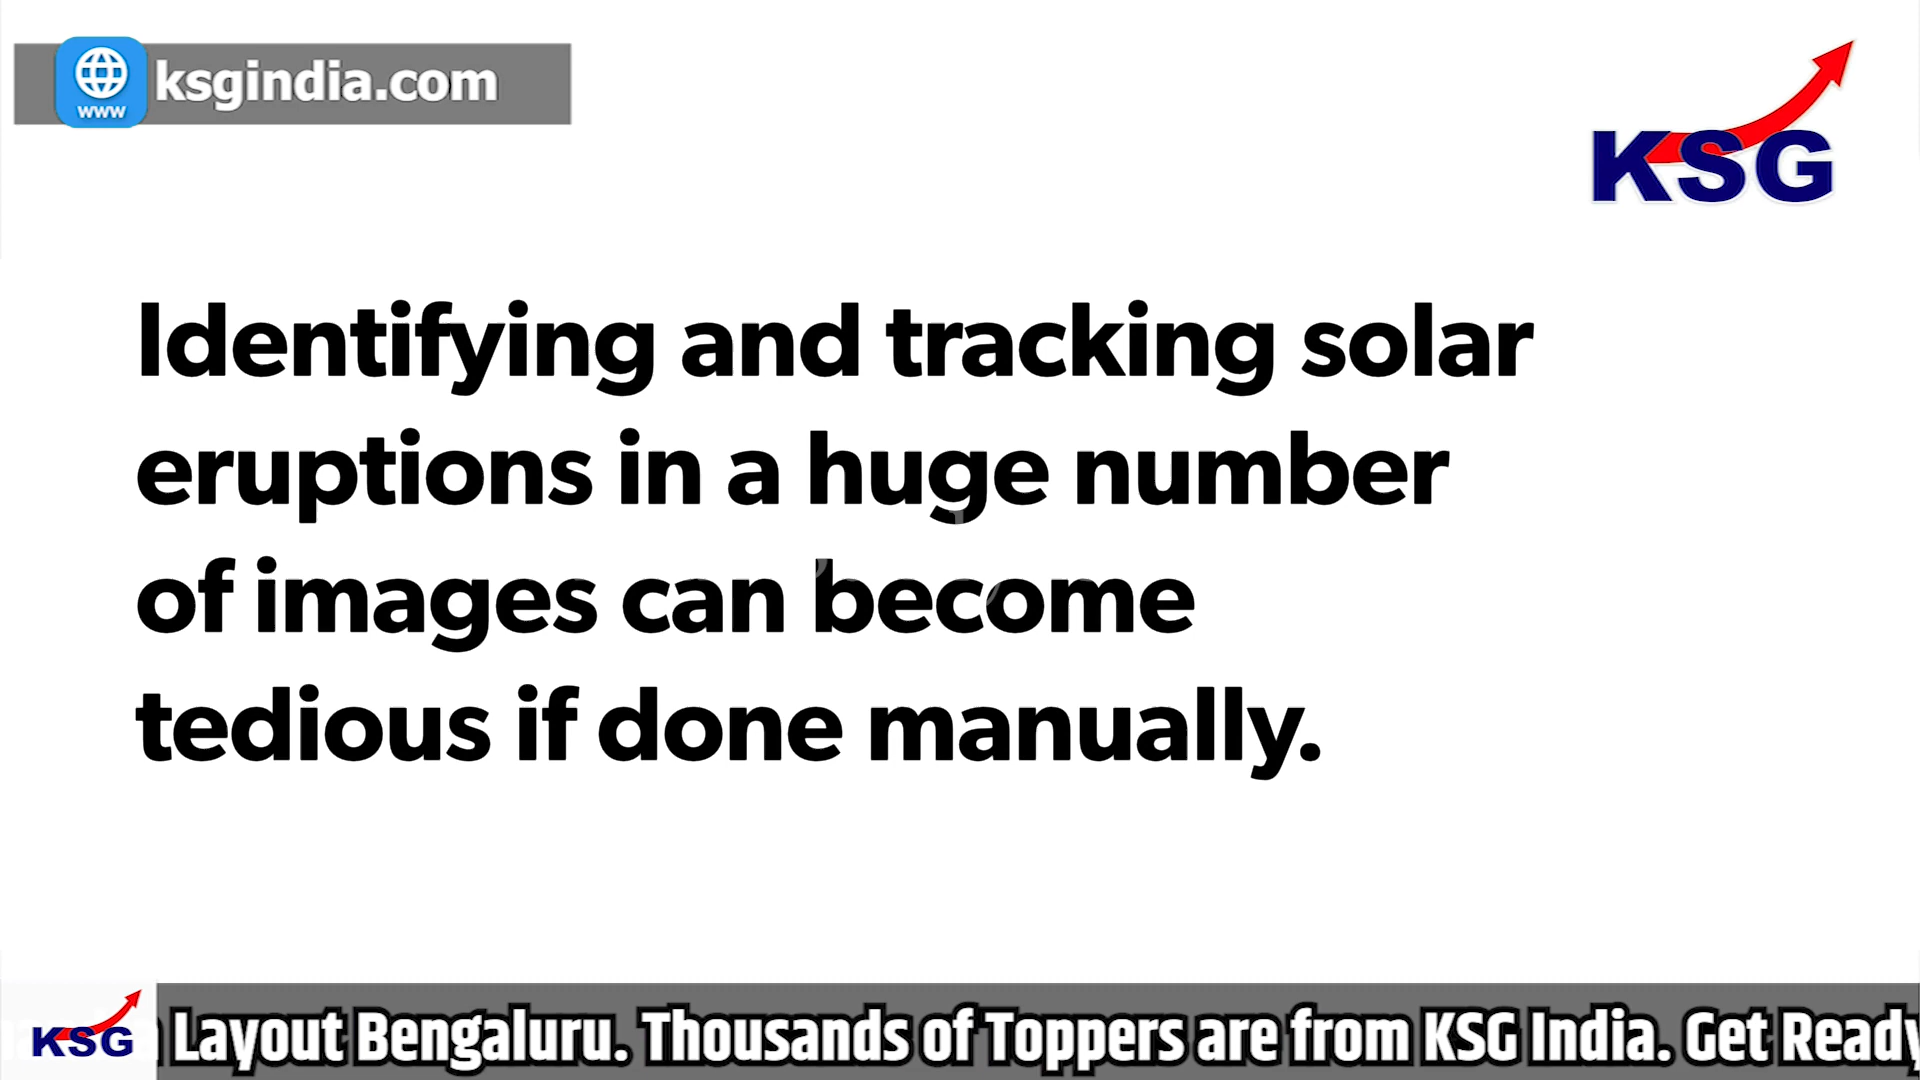 www
ksgindia.com
KSG
Identifying and tracking solar
eruptions in a huge number
of images can become
tedious if done manually.
KSG
Layout Bengaluru. Thousands of Toppers are from KSG India. Get Ready